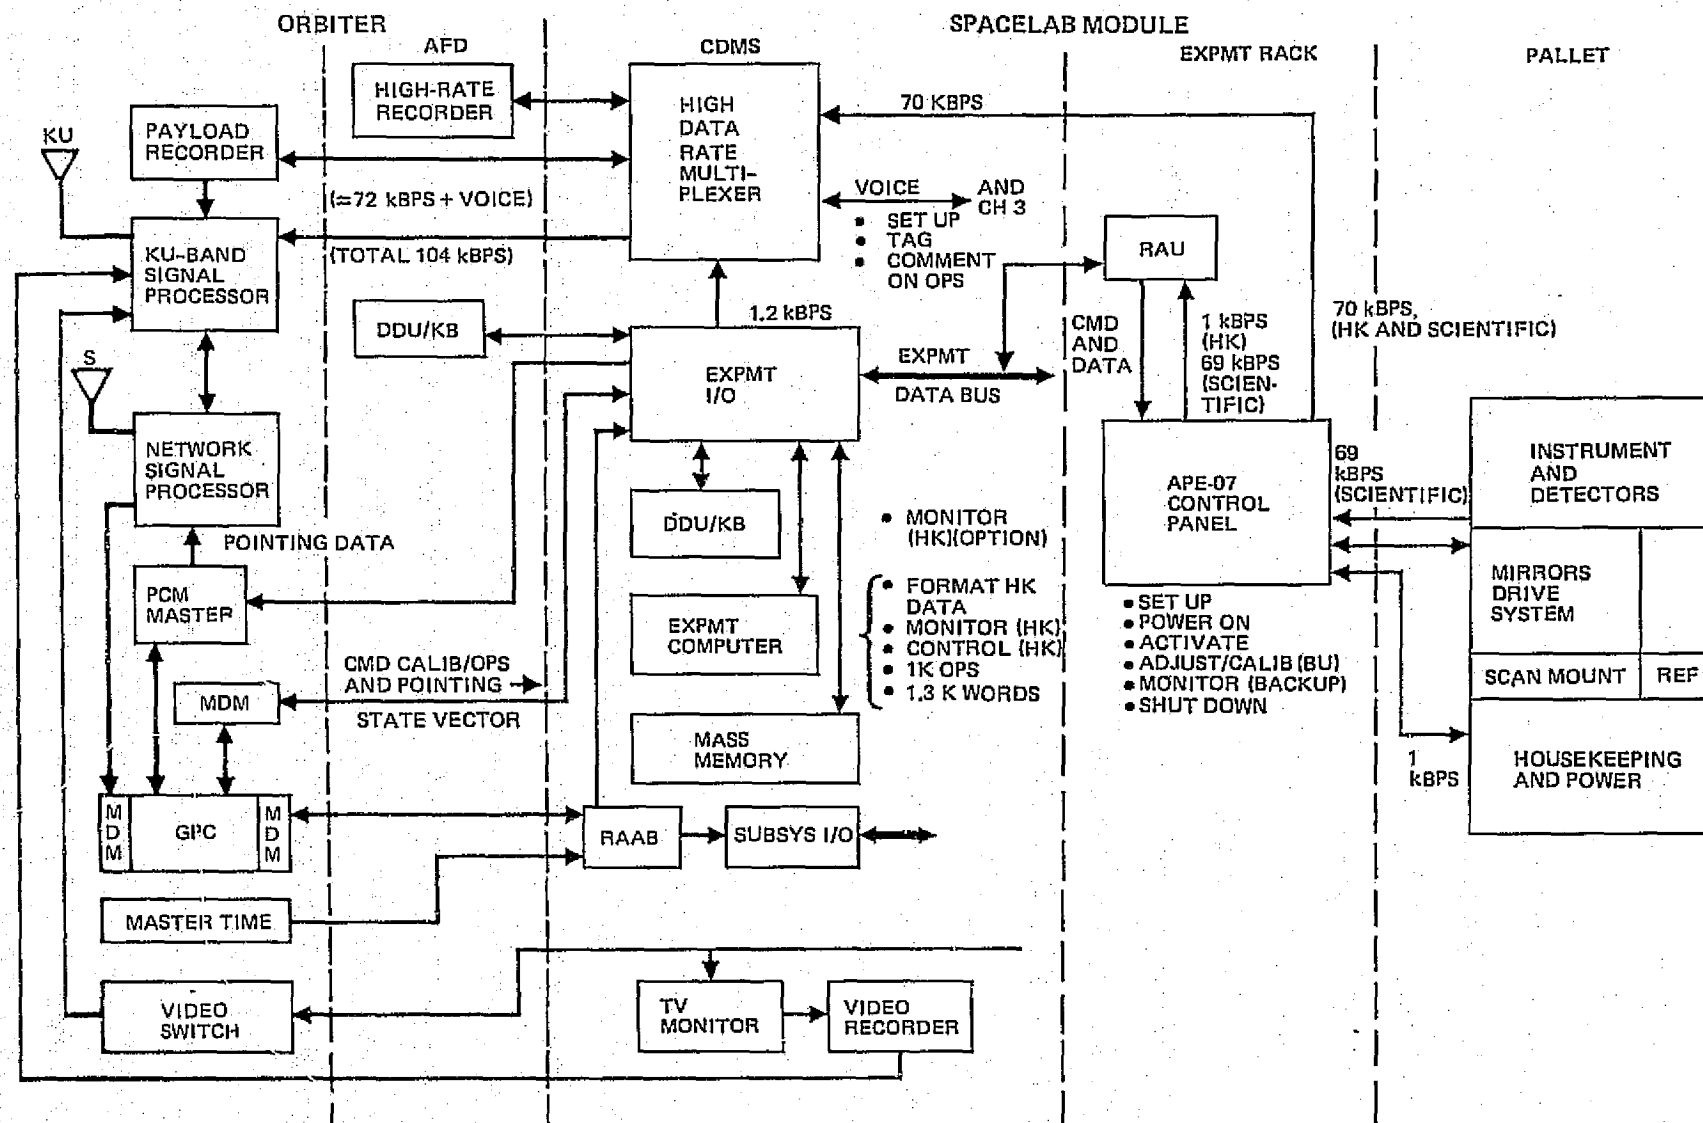 ORBITER
SPACELAB MODULE
AFD
CDMS
EXPMT RACK
PALLET
KU
PAYLOAD
RECORDER
HIGH-RATE
RECORDER
HIGH
DATA
RATE
MULTI-
PLEXER
70 KBPS
(≈72 kBPS + VOICE)
(TOTAL 104 kBPS)
VOICE
AND
CH 3
• SET UP
• TAG
• COMMENT
ON OPS
KU-BAND
SIGNAL
PROCESSOR
RAU
DDU/KB
1.2 kBPS
EXPMT
I/O
EXPMT
DATA BUS
CMD
AND
DATA
1 kBPS
(HK)
69 kBPS
(SCIEN-
TIFIC)
70 kBPS,
(HK AND SCIENTIFIC)
S
NETWORK
SIGNAL
PROCESSOR
POINTING DATA
PCM
MASTER
DDU/KB
• MONITOR
(HK)(OPTION)
EXPMT
COMPUTER
• FORMAT HK
DATA
• MONITOR (HK)
• CONTROL (HK)
• 1K OPS
• 1.3 K WORDS
APE-07
CONTROL
PANEL
• SET UP
• POWER ON
• ACTIVATE
• ADJUST/CALIB (BU)
• MONITOR (BACKUP)
• SHUT DOWN
69
kBPS
(SCIENTIFIC)
INSTRUMENT
AND
DETECTORS
MIRRORS
DRIVE
SYSTEM
SCAN MOUNT
REF
1
kBPS
HOUSEKEEPING
AND POWER
CMD CALIB/OPS
AND POINTING
STATE VECTOR
MDM
MASS
MEMORY
MDM
GPC
MDM
RAAB
SUBSYS I/O
MASTER TIME
VIDEO
SWITCH
TV
MONITOR
VIDEO
RECORDER